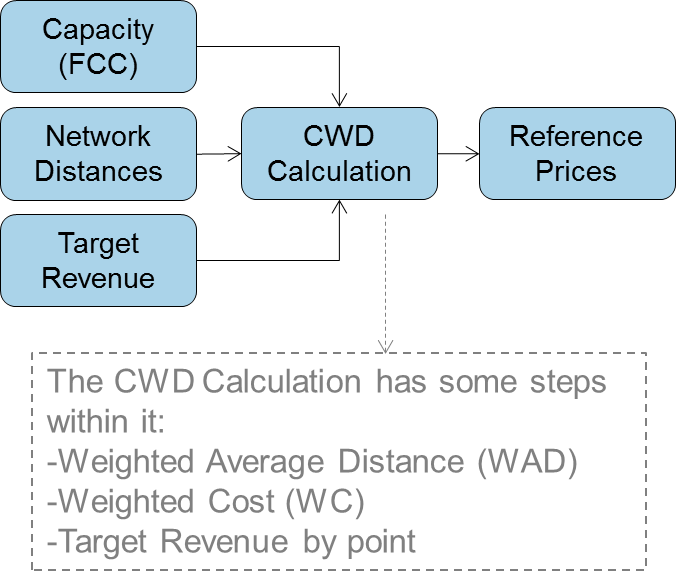 Capacity
(FCC)
Network
Distances
Target
Revenue
CWD
Calculation
Reference
Prices
The CWD Calculation has some steps
within it:
-Weighted Average Distance (WAD)
-Weighted Cost (WC)
-Target Revenue by point